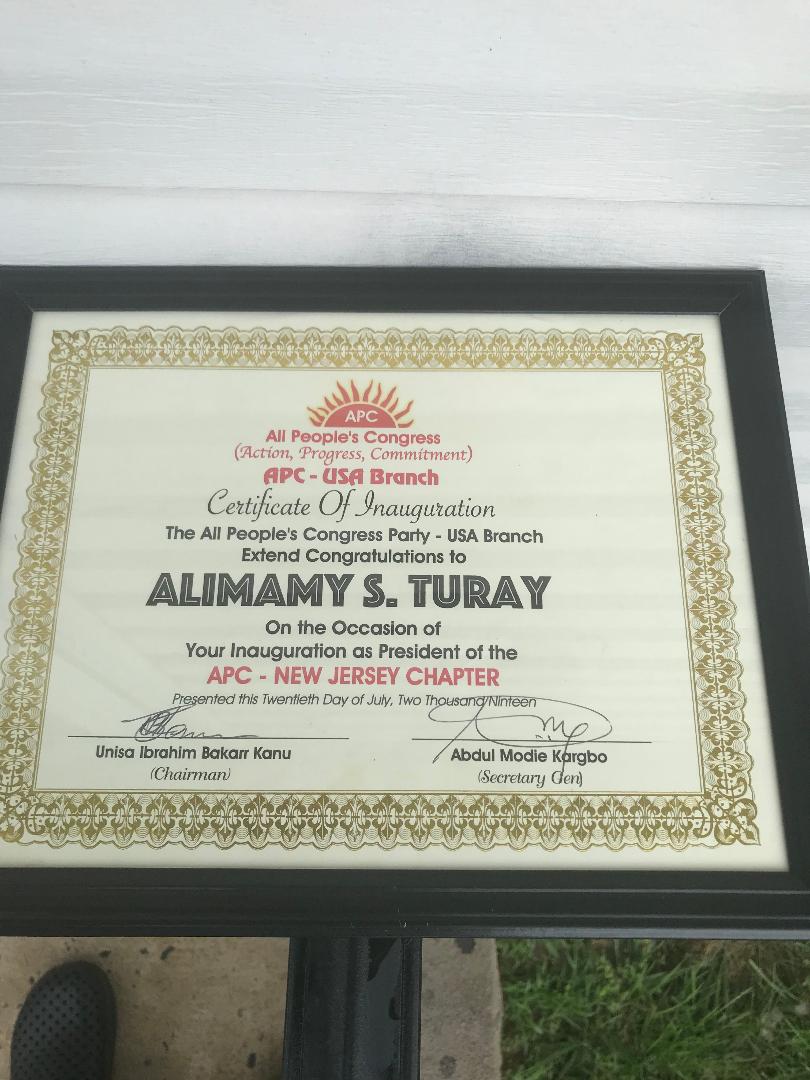 APC
All People's Congress
(Action, Progress, Commitment)
APC - USA Branch
Certificate Of Inauguration
The All People's Congress Party - USA Branch
Extend Congratulations to
ALIMAMY S. TURAY
On the Occasion of
Your Inauguration as President of the
APC - NEW JERSEY CHAPTER
Presented this Twentieth Day of July, Two Thousand Ninteen
Unisa Ibrahim Bakarr Kanu
Abdul Modie Kargbo
(Chairman)
(Secretary Gen)